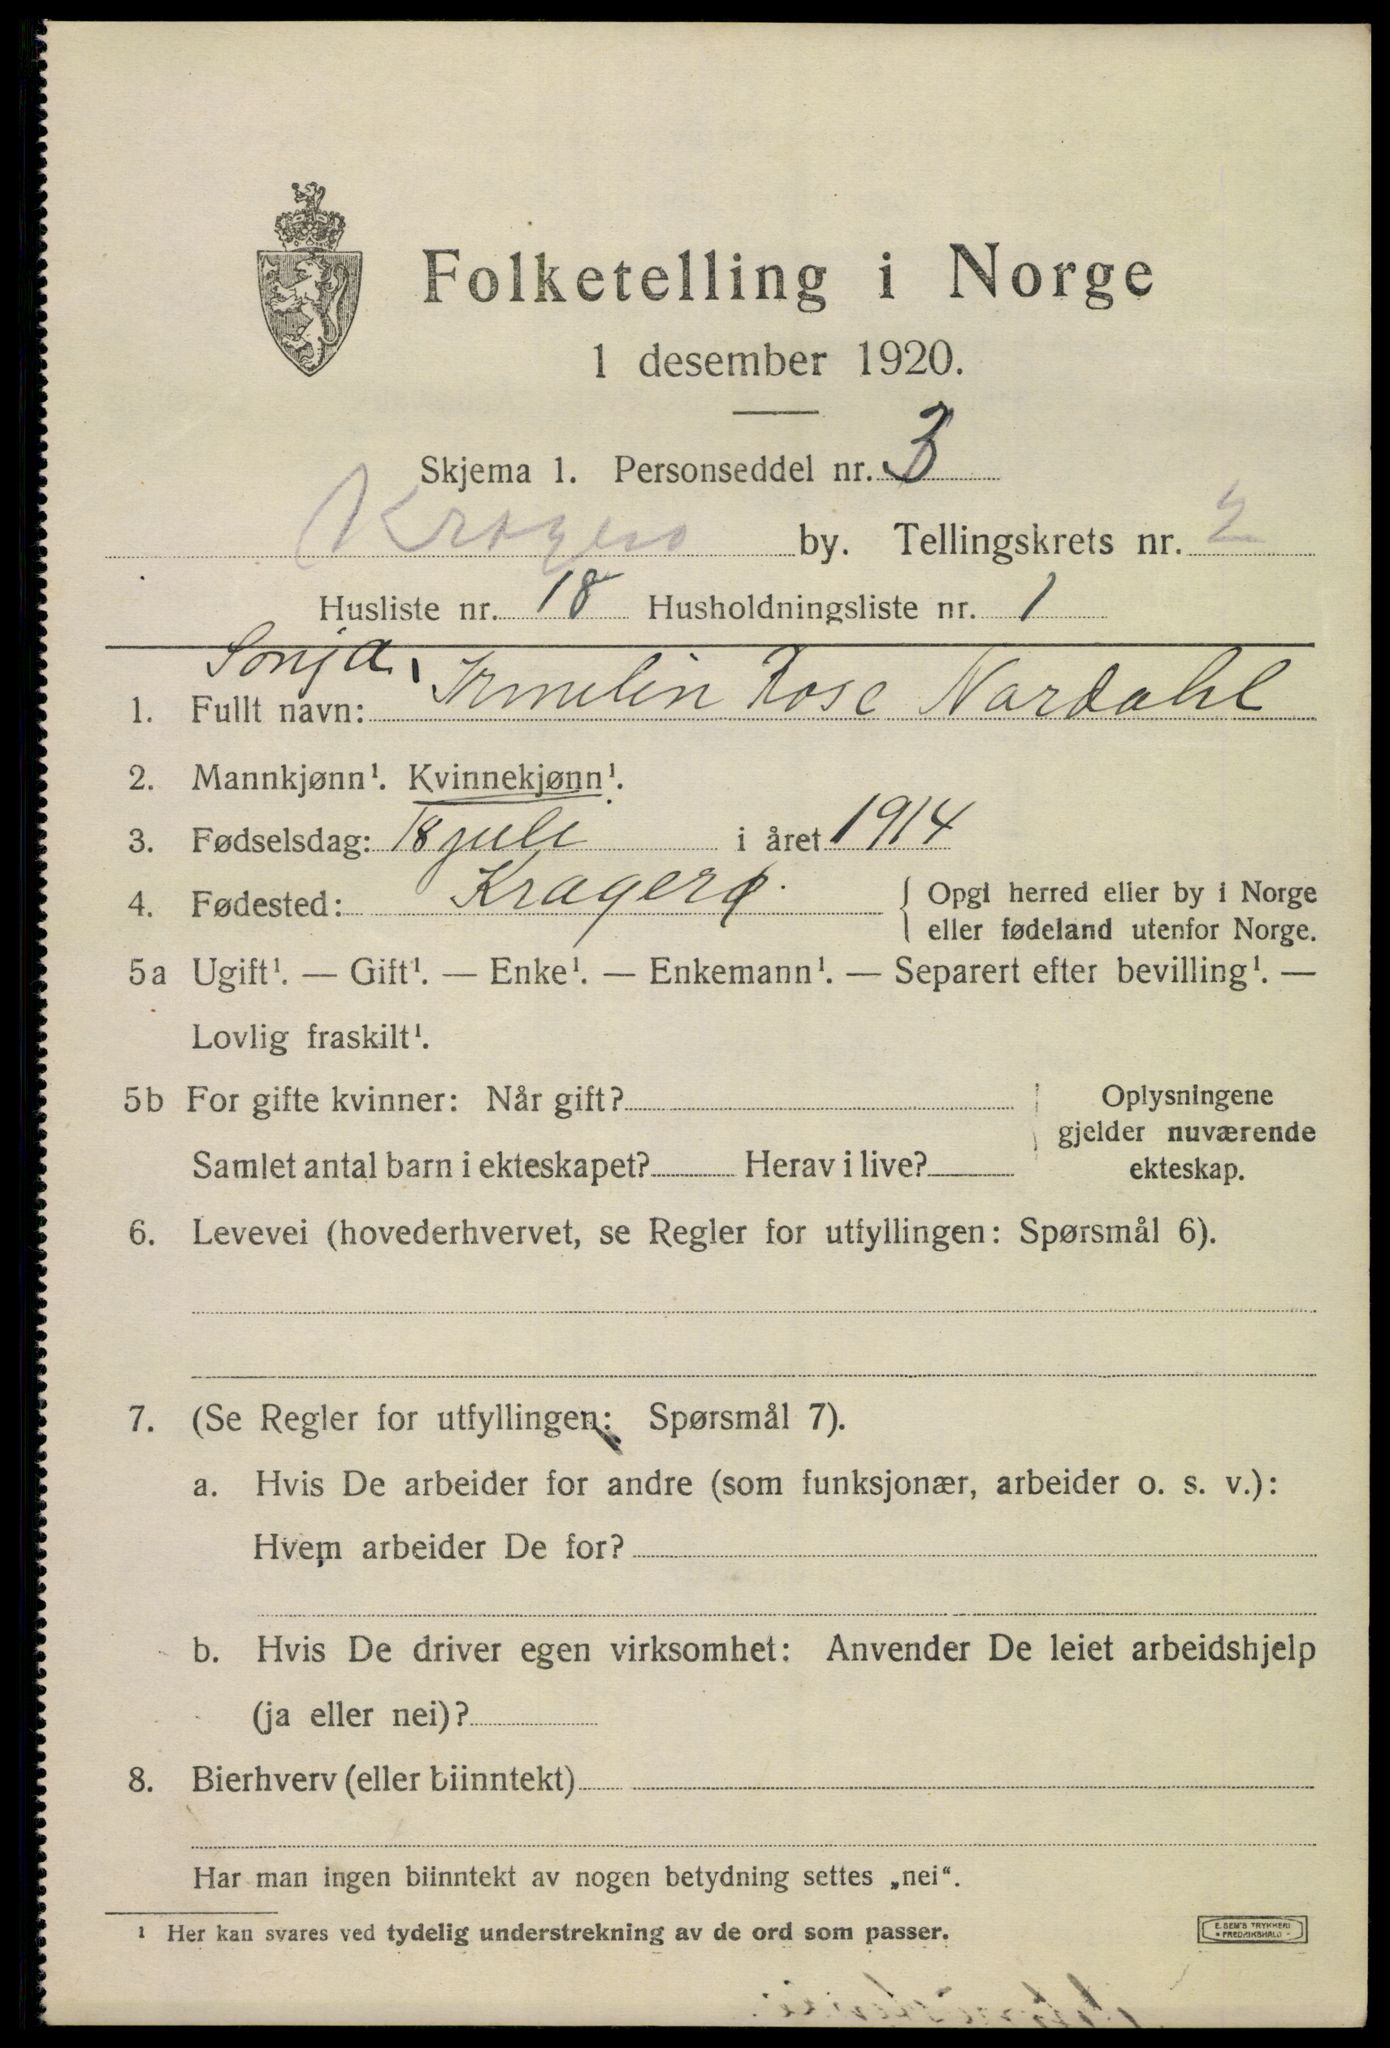 Folketelling i Norge
1 desember 1920.
Skjema 1. Personseddel nr. 3
Kragerø by. Tellingskrets nr. 2
Husliste nr. 18 Husholdningsliste nr. 1
Sonja,
1. Fullt navn: Irmelin Rose Nardahl
2. Mannkjønn¹. Kvinnekjønn¹.
3. Fødselsdag: 18 juli i året 1914
4. Fødested: Kragerø. { Opgi herred eller by i Norge
eller fødeland utenfor Norge.
5a Ugift¹. — Gift¹. — Enke¹. — Enkemann¹. — Separert efter bevilling¹. —
Lovlig fraskilt¹.
5b For gifte kvinner: Når gift? Oplysningene
gjelder nuværende
Samlet antal barn i ekteskapet? Herav i live? ekteskap.
6. Levevei (hovederhvervet, se Regler for utfyllingen: Spørsmål 6).
7. (Se Regler for utfyllingen: Spørsmål 7).
a. Hvis De arbeider for andre (som funksjonær, arbeider o. s. v.):
Hvem arbeider De for?
b. Hvis De driver egen virksomhet: Anvender De leiet arbeidshjelp
(ja eller nei)?
8. Bierhverv (eller biinntekt)
Har man ingen biinntekt av nogen betydning settes „nei“.
¹ Her kan svares ved tydelig understrekning av de ord som passer.
E. SEM'S TRYKKERI
FREDRIKSHALD